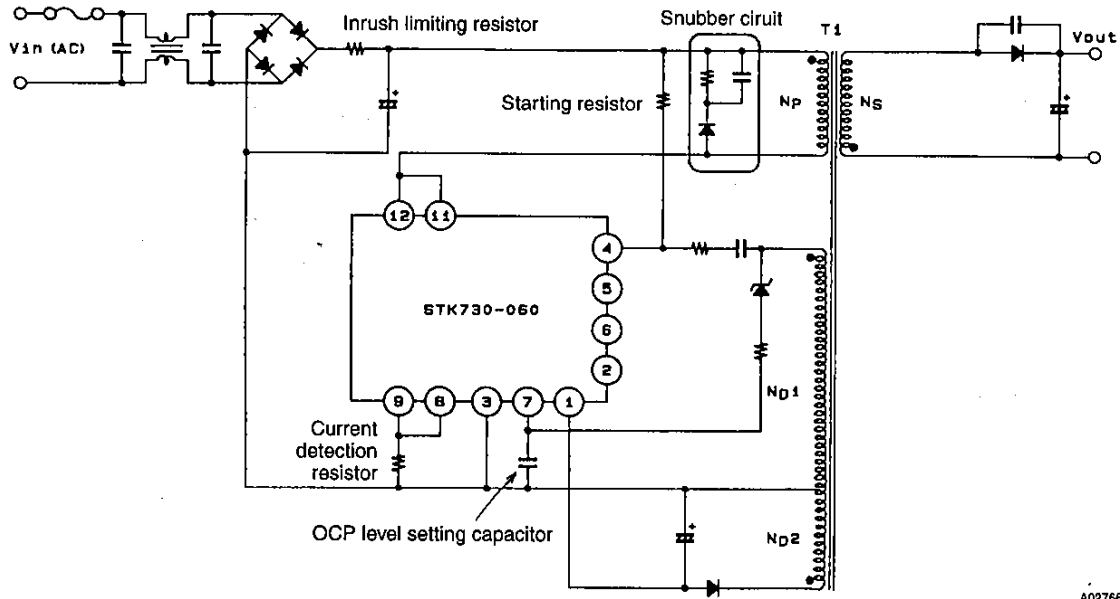 Inrush limiting resistor
Snubber ciruit
T1
Vin (AC)
Vout
Starting resistor
NP
NS
12
11
4
5
STK730-060
6
2
ND1
9
8
3
7
1
Current
detection
resistor
OCP level setting capacitor
ND2